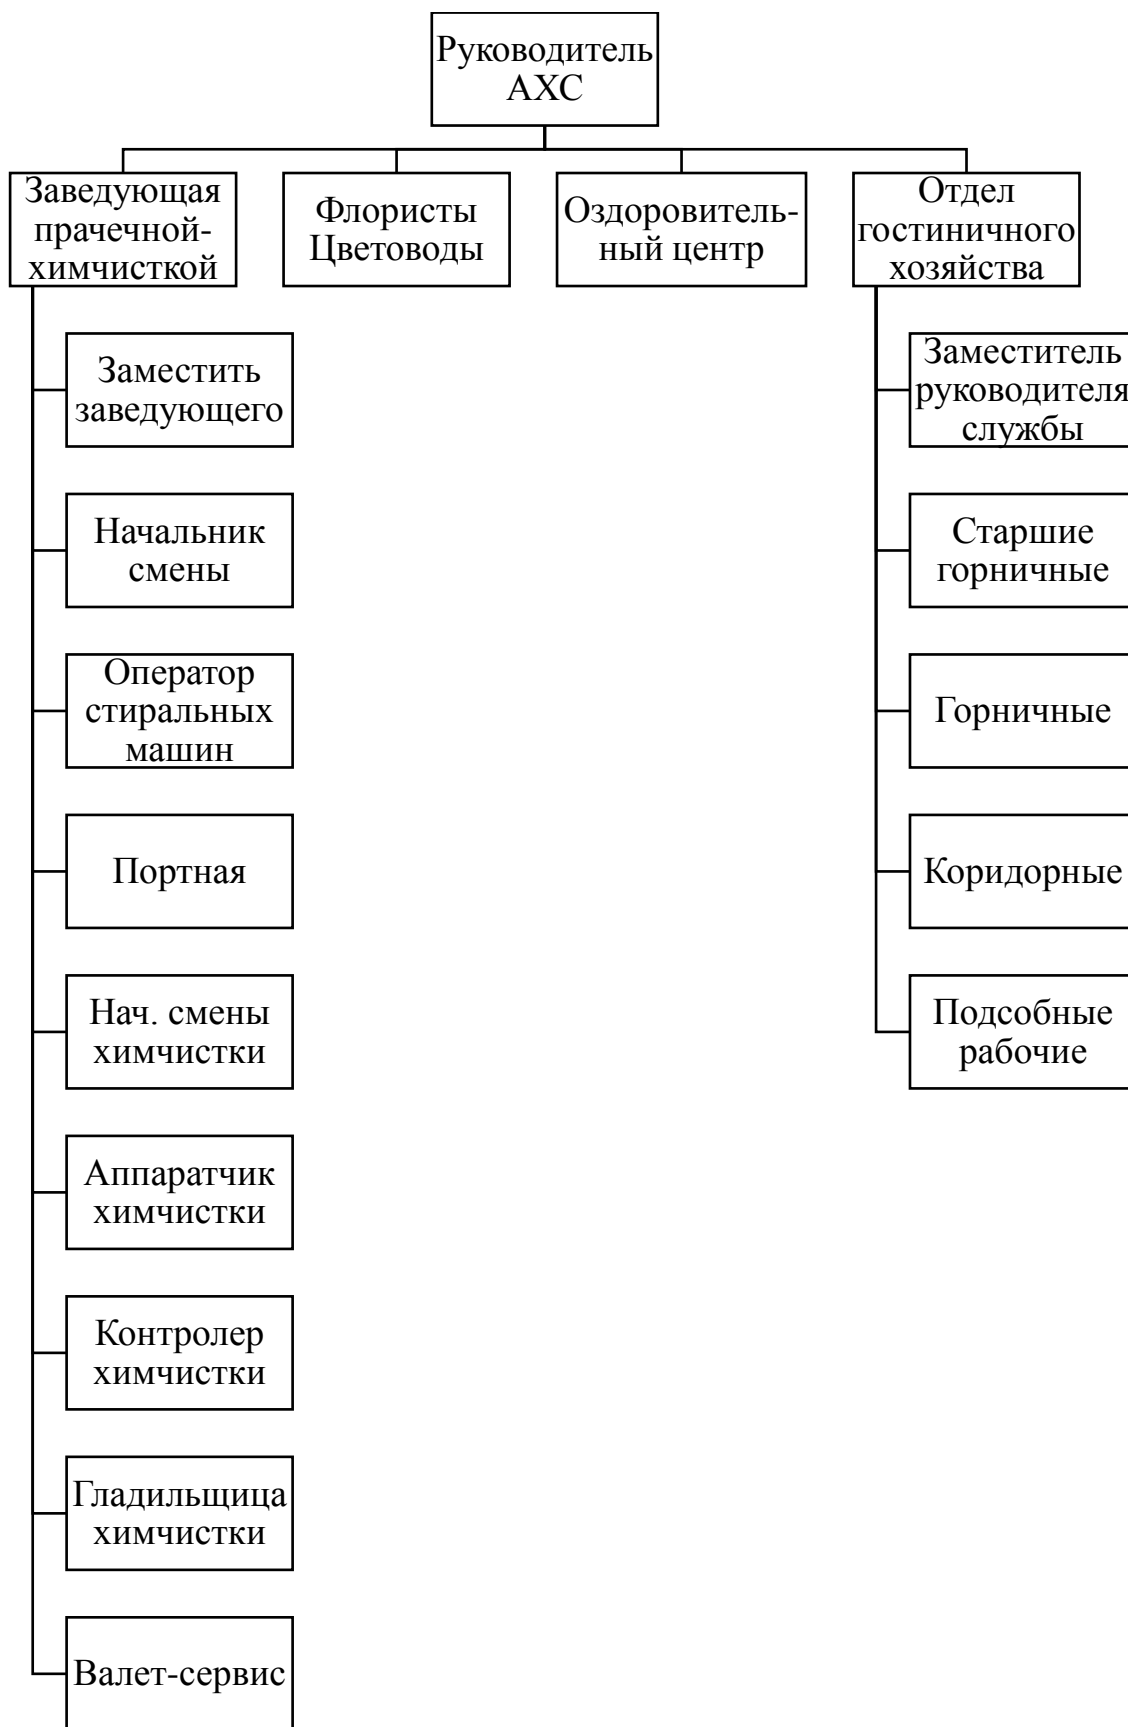 Руководитель
АХС
Заведующая
прачечной-
химчисткой
Флористы
Цветоводы
Оздоровитель-
ный центр
Отдел
гостиничного
хозяйства
Заместить
заведующего
Начальник
смены
Оператор
стиральных
машин
Портная
Нач. смены
химчистки
Аппаратчик
химчистки
Контролер
химчистки
Гладильщица
химчистки
Валет-сервис
Заместитель
руководителя
службы
Старшие
горничные
Горничные
Коридорные
Подсобные
рабочие